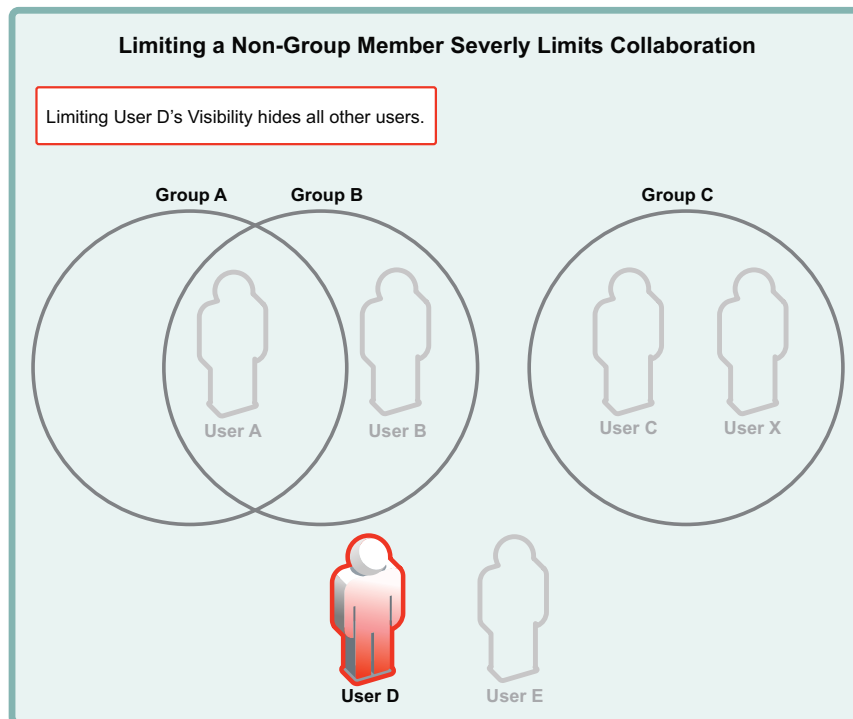 Limiting a Non-Group Member Severly Limits Collaboration
Limiting User D’s Visibility hides all other users.
Group A
Group B
Group C
User A
User B
User C
User X
User D
User E